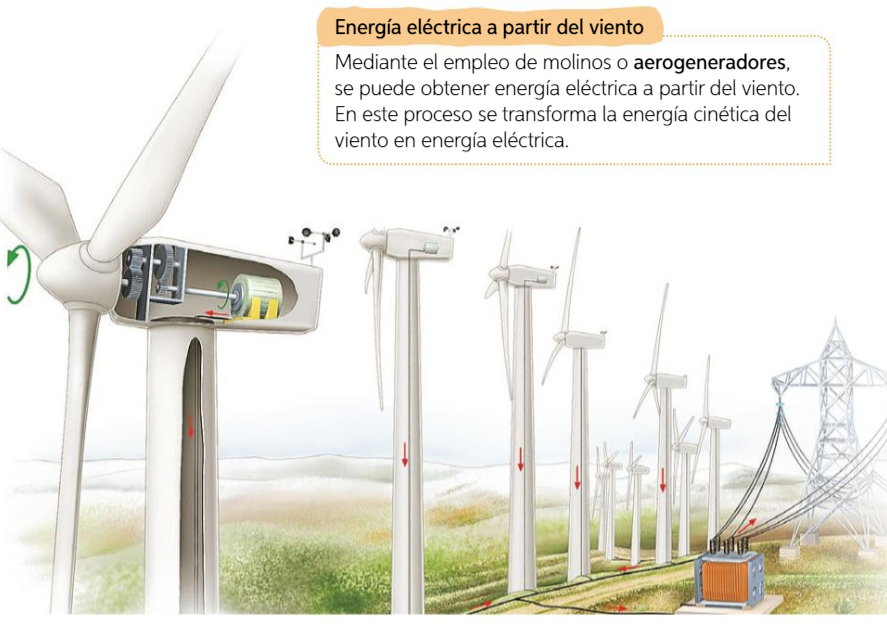 Energía eléctrica a partir del viento
Mediante el empleo de molinos o aerogeneradores,
se puede obtener energía eléctrica a partir del viento.
En este proceso se transforma la energía cinética del
viento en energía eléctrica.